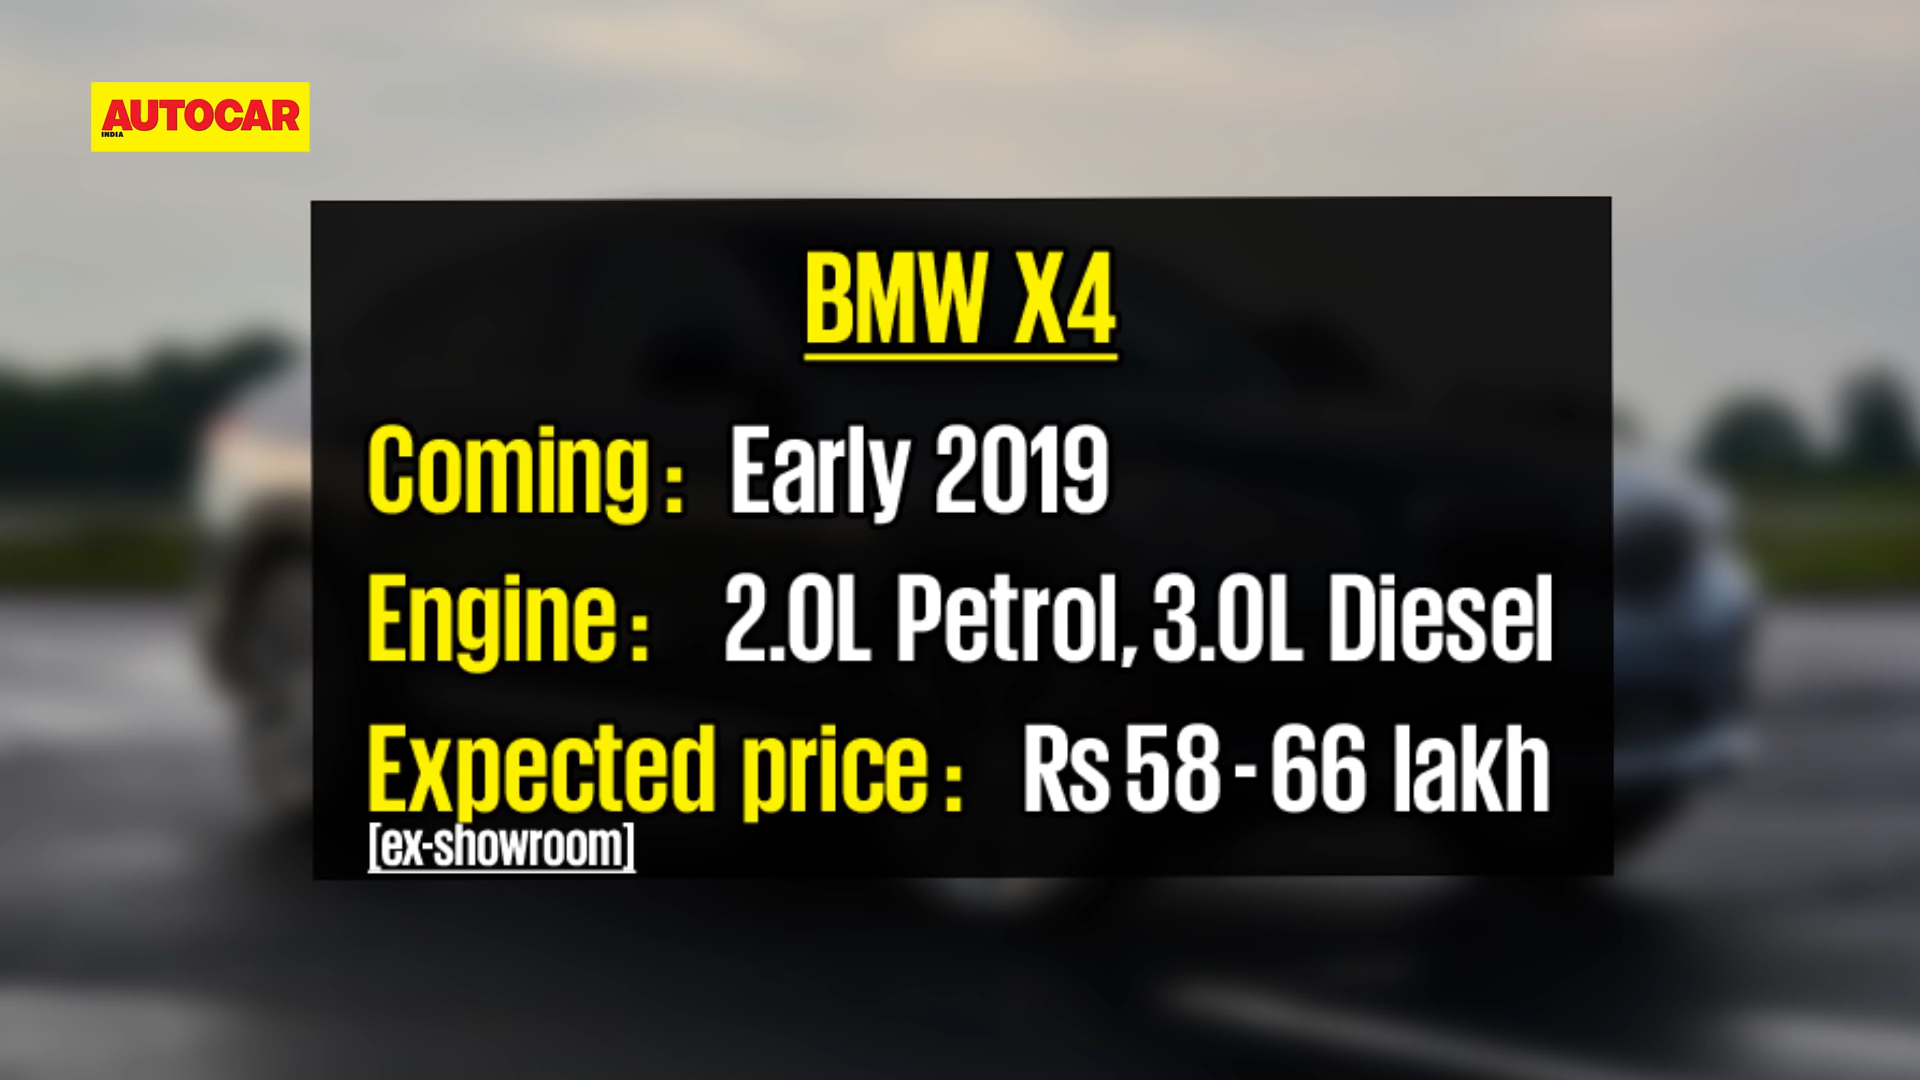 AUTOCAR
INDIA
BMW X4
Coming: Early 2019
Engine: 2.0L Petrol, 3.0L Diesel
Expected price: Rs 58-66 lakh
[ex-showroom]